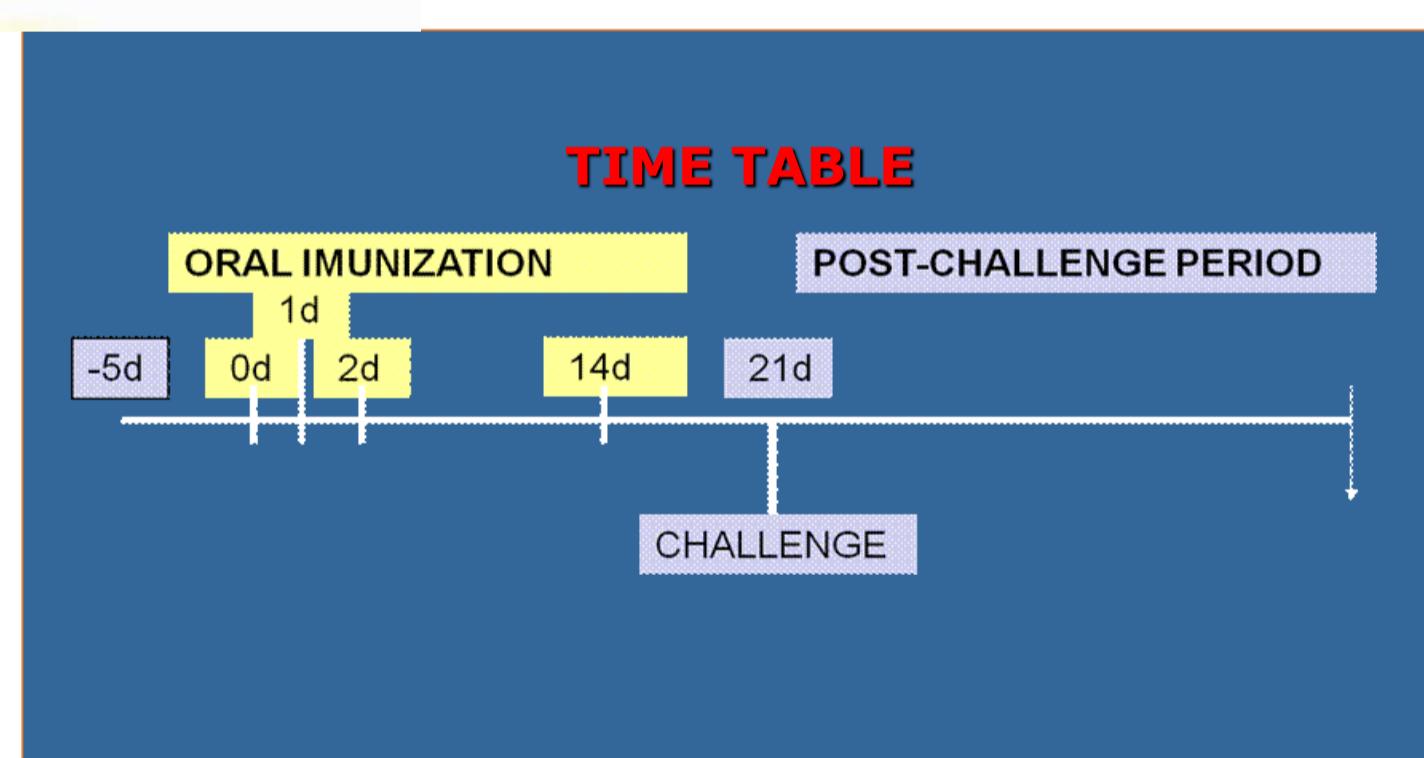 TIME TABLE
ORAL IMUNIZATION
POST-CHALLENGE PERIOD
1d
-5d
0d
2d
14d
21d
CHALLENGE